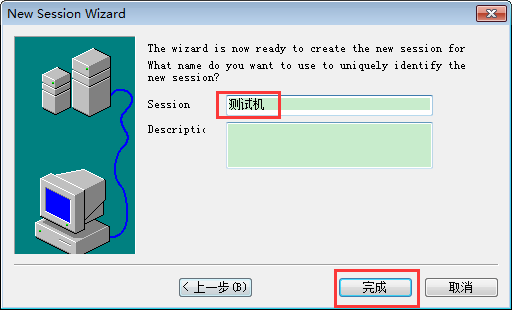 New Session Wizard
The wizard is now ready to create the new session for
What name do you want to use to uniquely identify the
new session?
Session
测试机
Descriptic
< 上一步(B)
完成
取消